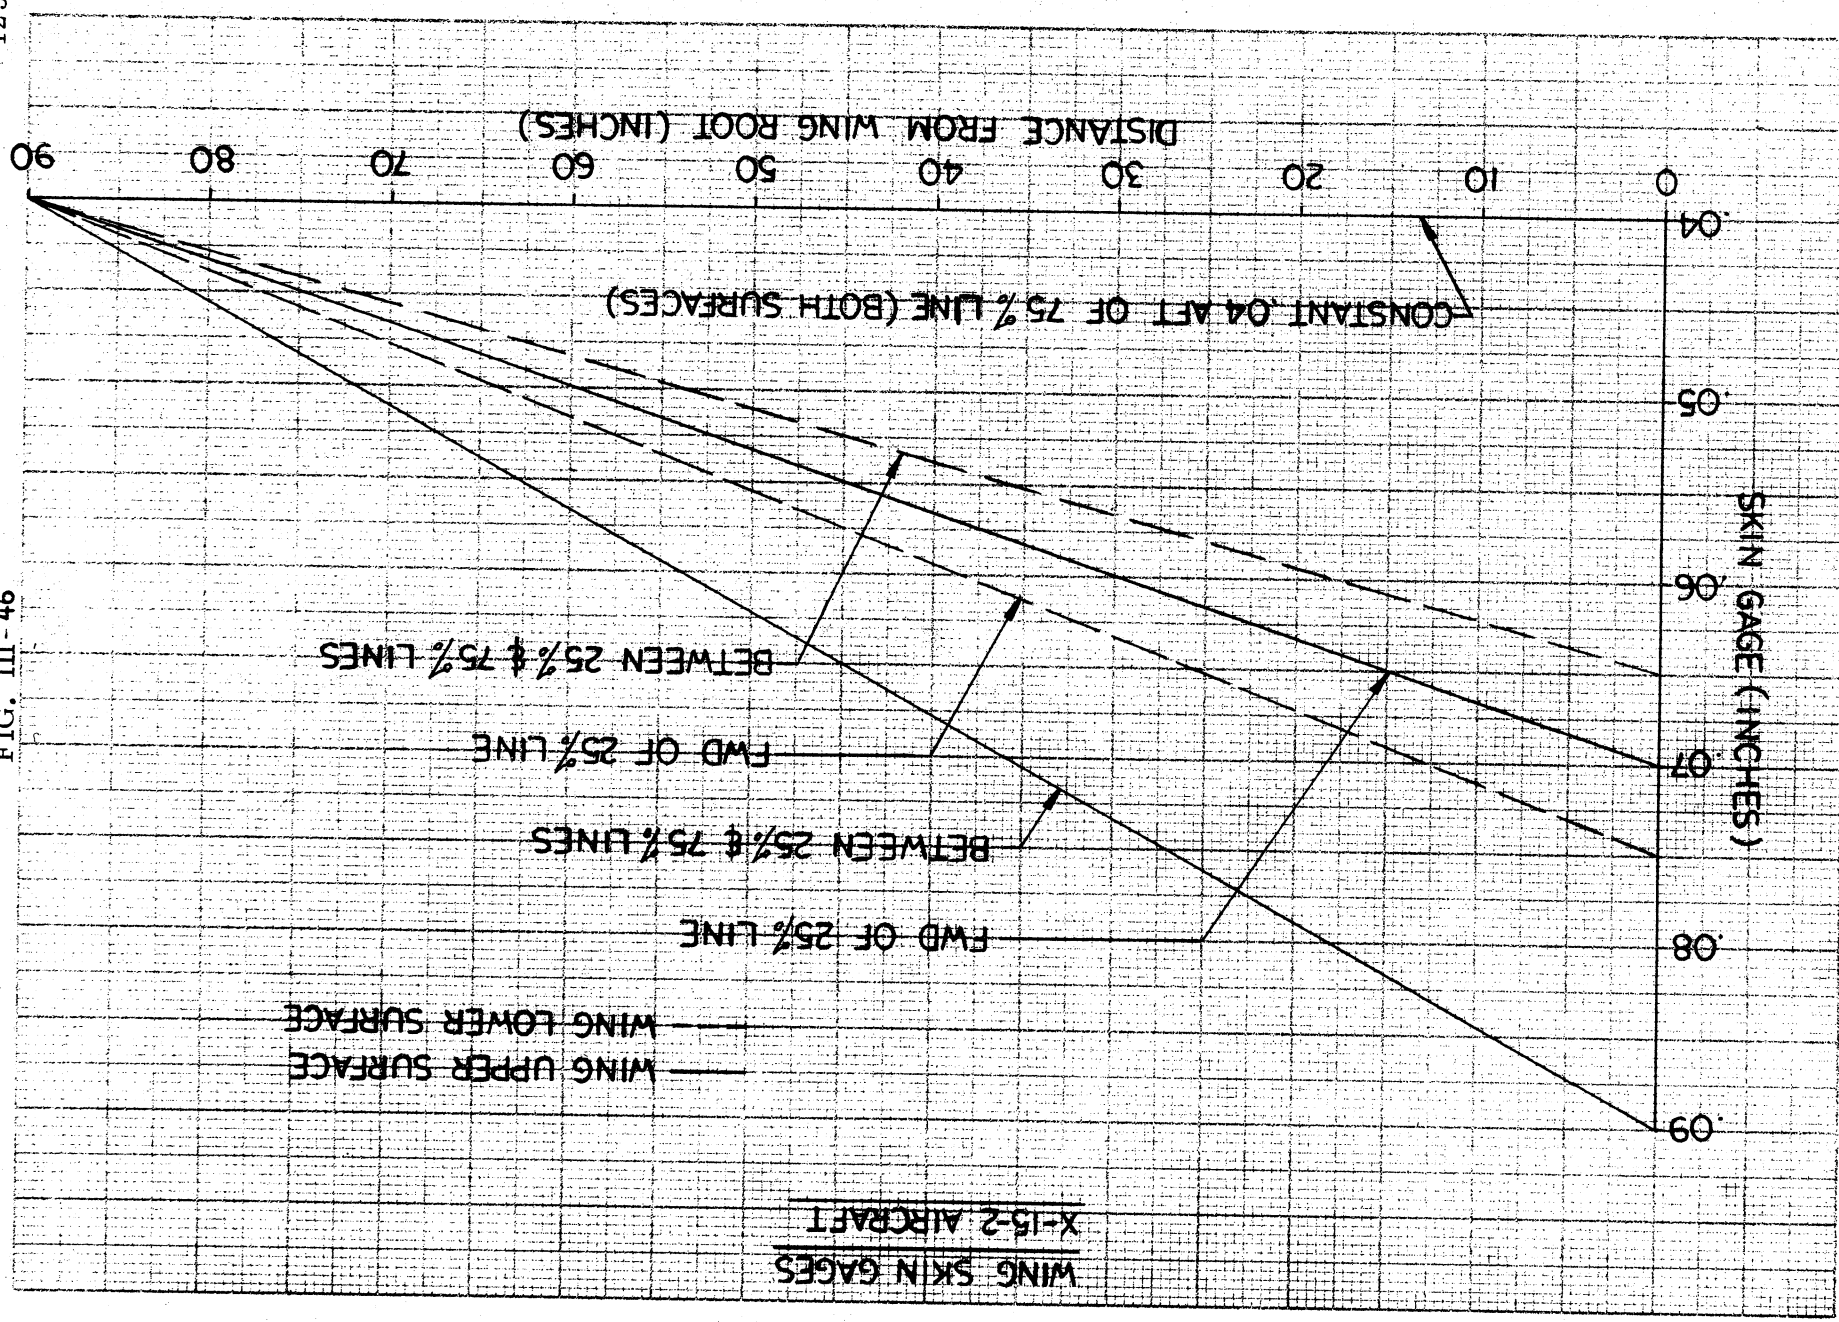 WING SKIN GAGES
X-15-2 AIRCRAFT
WING UPPER SURFACE
WING LOWER SURFACE
FWD OF 25% LINE
BETWEEN 25% & 75% LINES
FWD OF 25% LINE
BETWEEN 25% & 75% LINES
CONSTANT .04 AFT OF 75% LINE (BOTH SURFACES)
SKIN GAGE (INCHES)
.09
.08
.07
.06
.05
.04
0 10 20 30 40 50 60 70 80 90
DISTANCE FROM WING ROOT (INCHES)
FIG. III-46